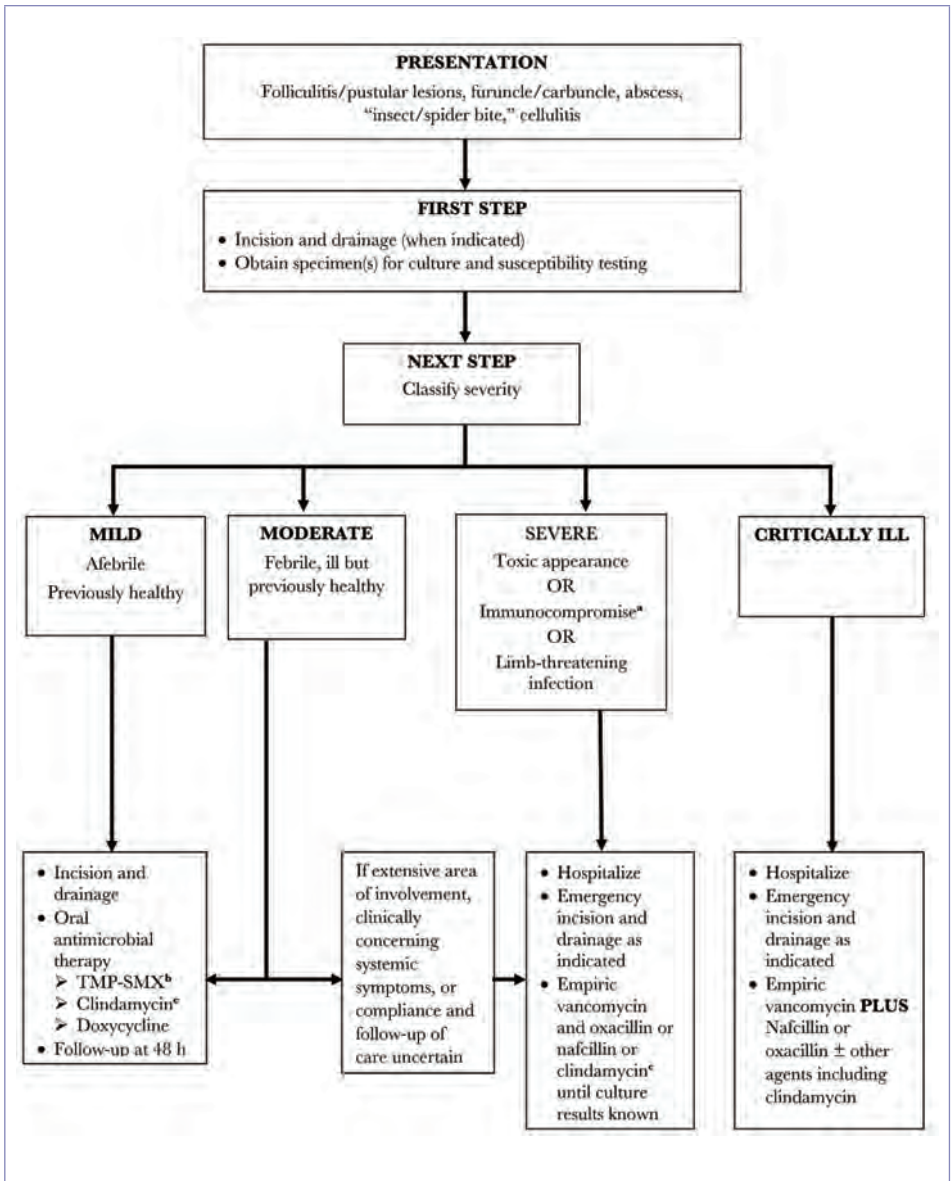 PRESENTATION
Folliculitis/pustular lesions, furuncle/carbuncle, abscess,
“insect/spider bite,” cellulitis
FIRST STEP
• Incision and drainage (when indicated)
• Obtain specimen(s) for culture and susceptibility testing
NEXT STEP
Classify severity
MILD
Afebrile
Previously healthy
MODERATE
Febrile, ill but
previously healthy
SEVERE
Toxic appearance
OR
Immunocompromiseᵃ
OR
Limb-threatening
infection
CRITICALLY ILL
• Incision and
drainage
• Oral
antimicrobial
therapy
➢ TMP-SMXᵇ
➢ Clindamycinᶜ
➢ Doxycycline
• Follow-up at 48 h
If extensive area
of involvement,
clinically
concerning
systemic
symptoms, or
compliance and
follow-up of
care uncertain
• Hospitalize
• Emergency
incision and
drainage as
indicated
• Empiric
vancomycin
and oxacillin or
nafcillin or
clindamycinᶜ
until culture
results known
• Hospitalize
• Emergency
incision and
drainage as
indicated
• Empiric
vancomycin PLUS
Nafcillin or
oxacillin ± other
agents including
clindamycin